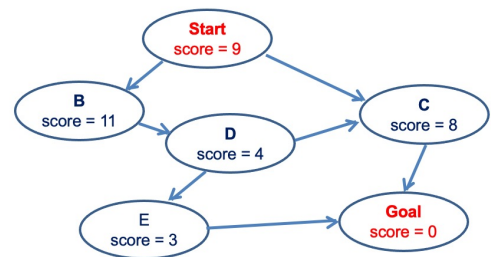 Start
score = 9
B
score = 11
C
score = 8
D
score = 4
E
score = 3
Goal
score = 0